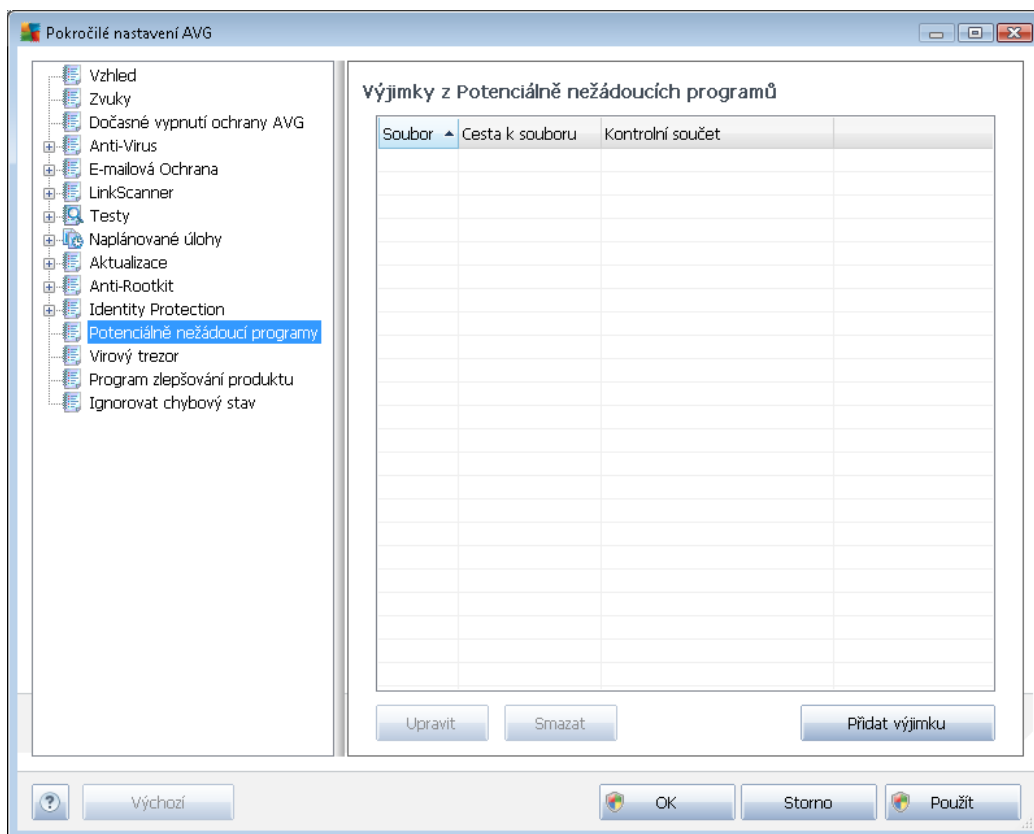 Pokročilé nastavení AVG
Vzhled
Zvuky
Dočasné vypnutí ochrany AVG
Anti-Virus
E-mailová Ochrana
LinkScanner
Testy
Naplánované úlohy
Aktualizace
Anti-Rootkit
Identity Protection
Potenciálně nežádoucí programy
Virový trezor
Program zlepšování produktu
Ignorovat chybový stav
Výjimky z Potenciálně nežádoucích programů
Soubor Cesta k souboru Kontrolní součet
Upravit Smazat Přidat výjimku
? Výchozí OK Storno Použít